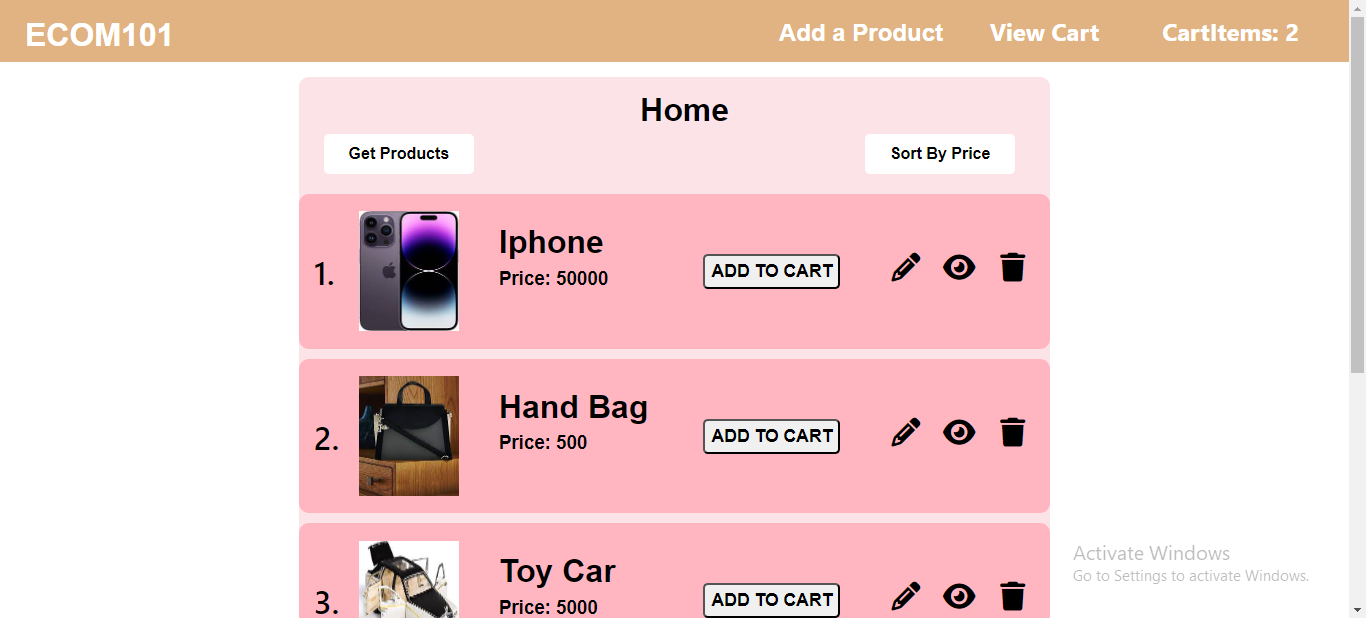 ECOM101
Add a Product
View Cart
CartItems: 2
Home
Get Products
Sort By Price
1.
Iphone
Price: 50000
ADD TO CART
2.
Hand Bag
Price: 500
ADD TO CART
3.
Toy Car
Price: 5000
ADD TO CART
Activate Windows
Go to Settings to activate Windows.